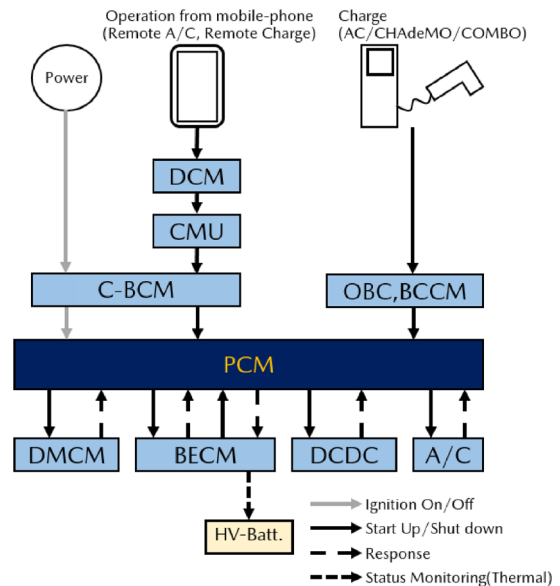 Operation from mobile-phone
(Remote A/C, Remote Charge)
Charge
(AC/CHAdeMO/COMBO)
Power
DCM
CMU
C-BCM
OBC,BCCM
PCM
DMCM
BECM
DCDC
A/C
HV-Batt.
Ignition On/Off
Start Up/Shut down
Response
Status Monitoring(Thermal)